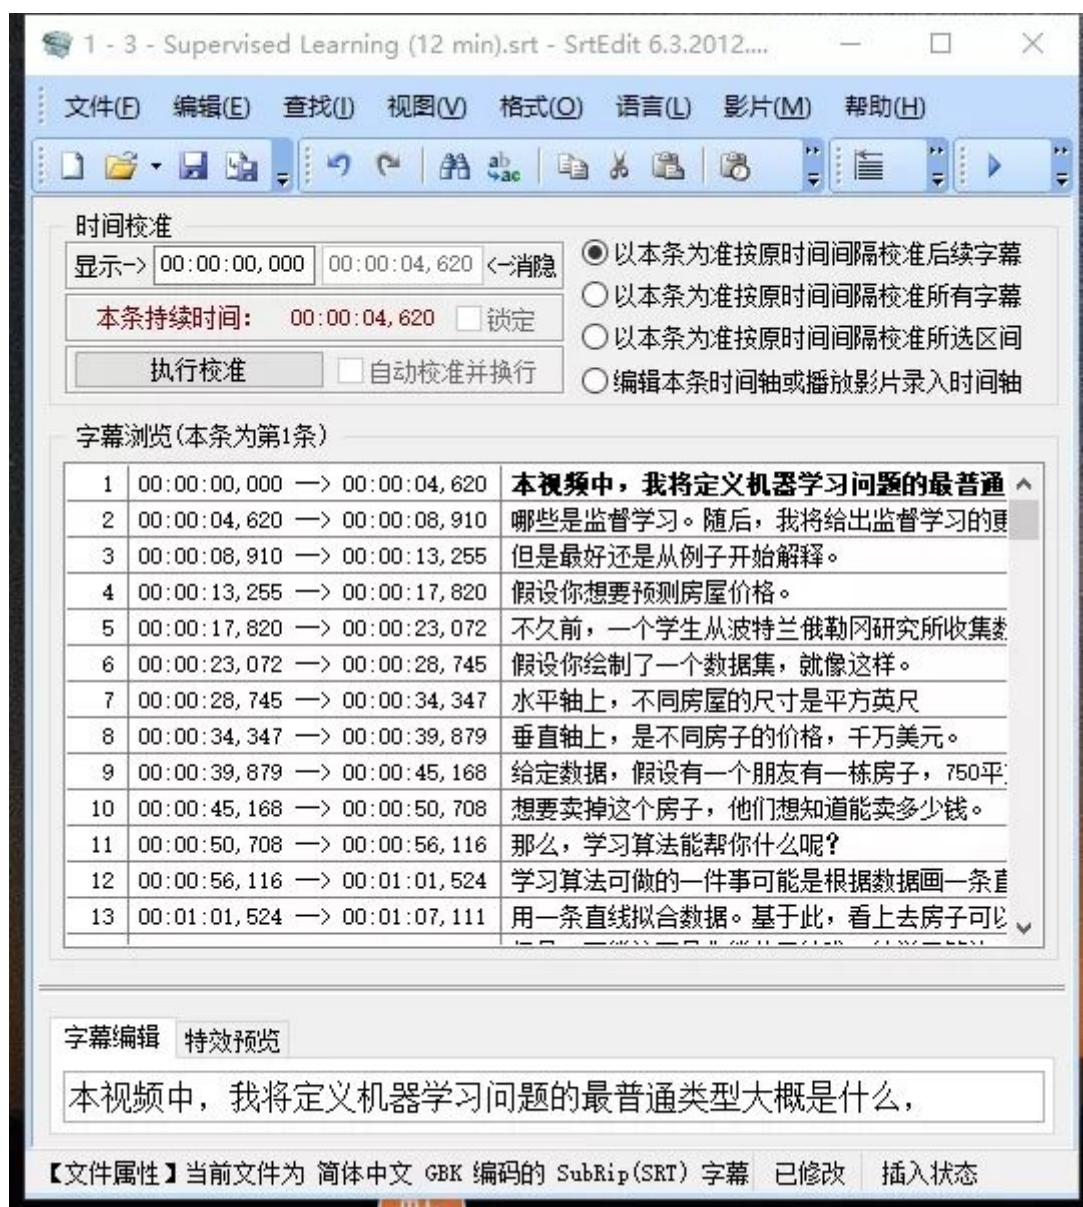 1 - 3 - Supervised Learning (12 min).srt - SrtEdit 6.3.2012....
文件(F) 编辑(E) 查找(I) 视图(V) 格式(O) 语言(L) 影片(M) 帮助(H)
时间校准
显示-> 00:00:00,000 00:00:04,620 <-消隐
本条持续时间: 00:00:04,620 锁定
执行校准 自动校准并换行
以本条为准按原时间间隔校准后续字幕
以本条为准按原时间间隔校准所有字幕
以本条为准按原时间间隔校准所选区间
编辑本条时间轴或播放影片录入时间轴
字幕浏览(本条为第1条)
1 00:00:00,000 —> 00:00:04,620 本视频中，我将定义机器学习问题的最普通
2 00:00:04,620 —> 00:00:08,910 哪些是监督学习。随后，我将给出监督学习的更
3 00:00:08,910 —> 00:00:13,255 但是最好还是从例子开始解释。
4 00:00:13,255 —> 00:00:17,820 假设你想要预测房屋价格。
5 00:00:17,820 —> 00:00:23,072 不久前，一个学生从波特兰俄勒冈研究所收集数
6 00:00:23,072 —> 00:00:28,745 假设你绘制了一个数据集，就像这样。
7 00:00:28,745 —> 00:00:34,347 水平轴上，不同房屋的尺寸是平方英尺
8 00:00:34,347 —> 00:00:39,879 垂直轴上，是不同房子的价格，千万美元。
9 00:00:39,879 —> 00:00:45,168 给定数据，假设有一个朋友有一栋房子，750平
10 00:00:45,168 —> 00:00:50,708 想要卖掉这个房子，他们想知道能卖多少钱。
11 00:00:50,708 —> 00:00:56,116 那么，学习算法能帮你什么呢?
12 00:00:56,116 —> 00:01:01,524 学习算法可做的一件事可能是根据数据画一条直
13 00:01:01,524 —> 00:01:07,111 用一条直线拟合数据。基于此，看上去房子可以
字幕编辑 特效预览
本视频中，我将定义机器学习问题的最普通类型大概是什么，
【文件属性】当前文件为 简体中文 GBK 编码的 SubRip(SRT) 字幕 已修改 插入状态